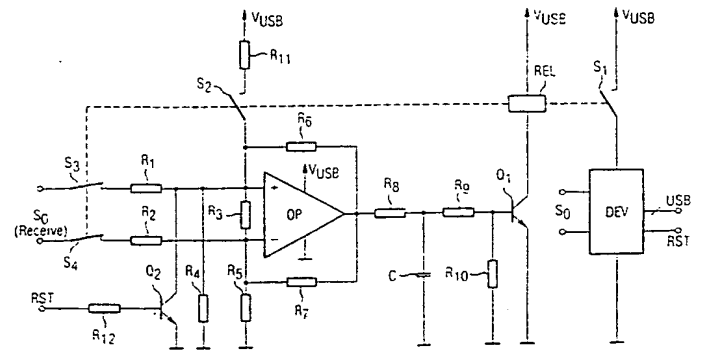 VUSB
VUSB
VUSB
R11
S2
REL
S1
S3
R1
R6
VUSB
S0
(Receive)
R2
R3
+
OP
-
R8
R9
Q1
S0
DEV
USB
RST
S4
Q2
R4
R5
R7
C
R10
RST
R12